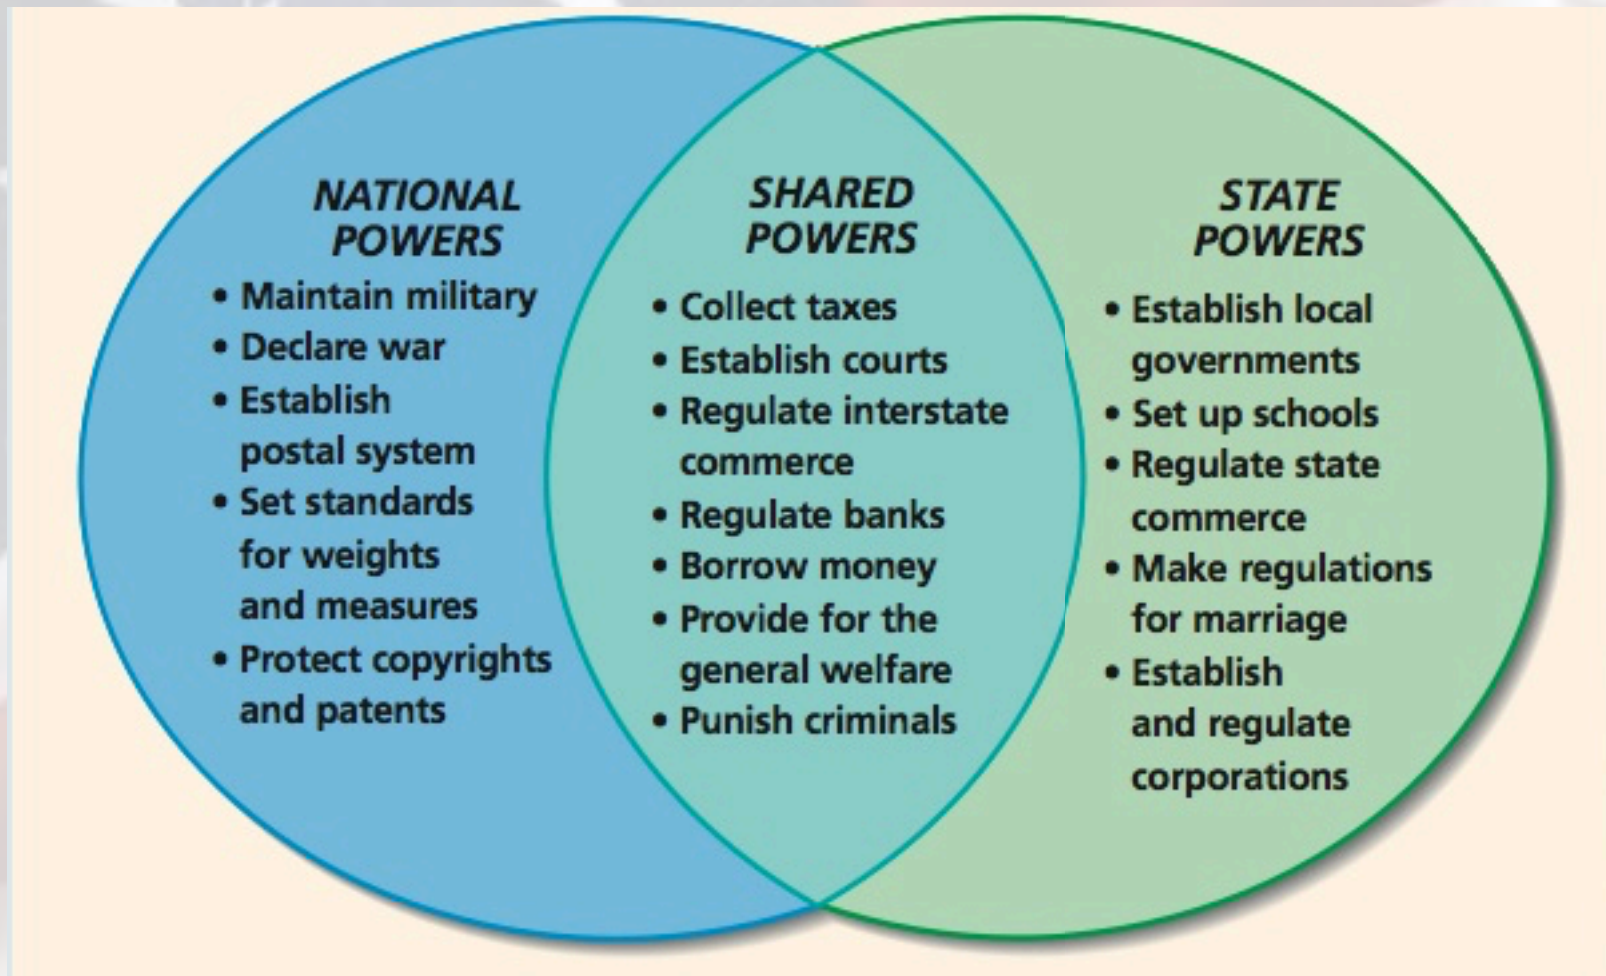 NATIONAL
POWERS
• Maintain military
• Declare war
• Establish
postal system
• Set standards
for weights
and measures
• Protect copyrights
and patents
SHARED
POWERS
• Collect taxes
• Establish courts
• Regulate interstate
commerce
• Regulate banks
• Borrow money
• Provide for the
general welfare
• Punish criminals
STATE
POWERS
• Establish local
governments
• Set up schools
• Regulate state
commerce
• Make regulations
for marriage
• Establish
and regulate
corporations